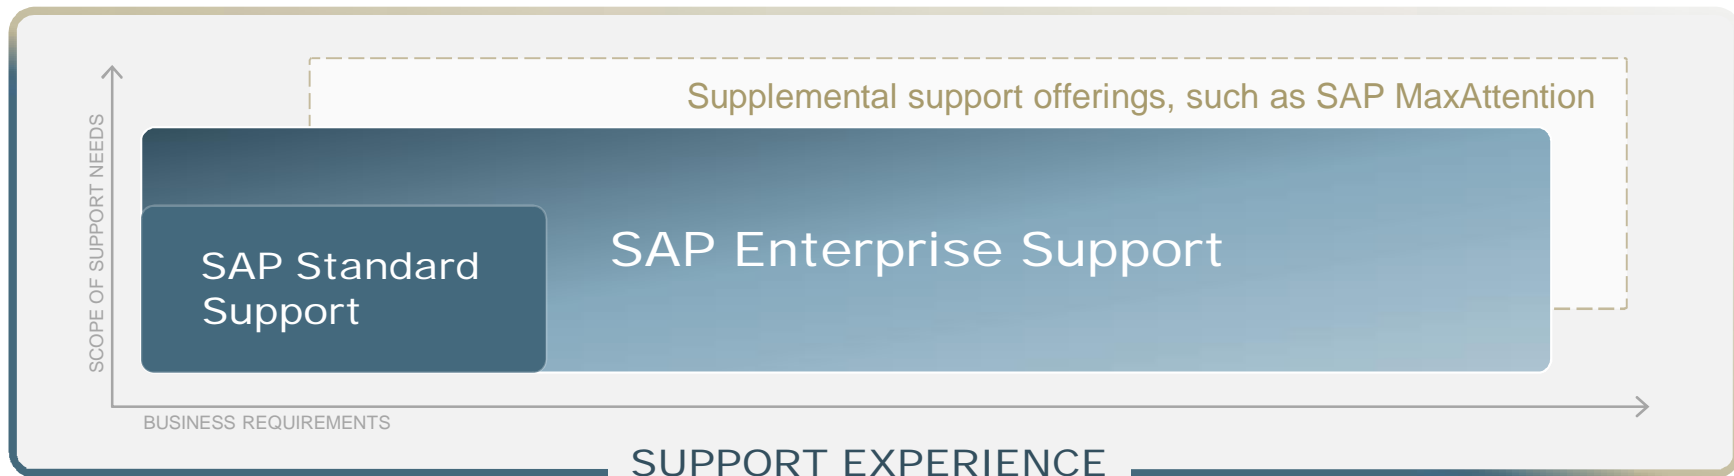 Supplemental support offerings, such as SAP MaxAttention
SCOPE OF SUPPORT NEEDS
SAP Enterprise Support
SAP Standard
Support
BUSINESS REQUIREMENTS
SUPPORT EXPERIENCE